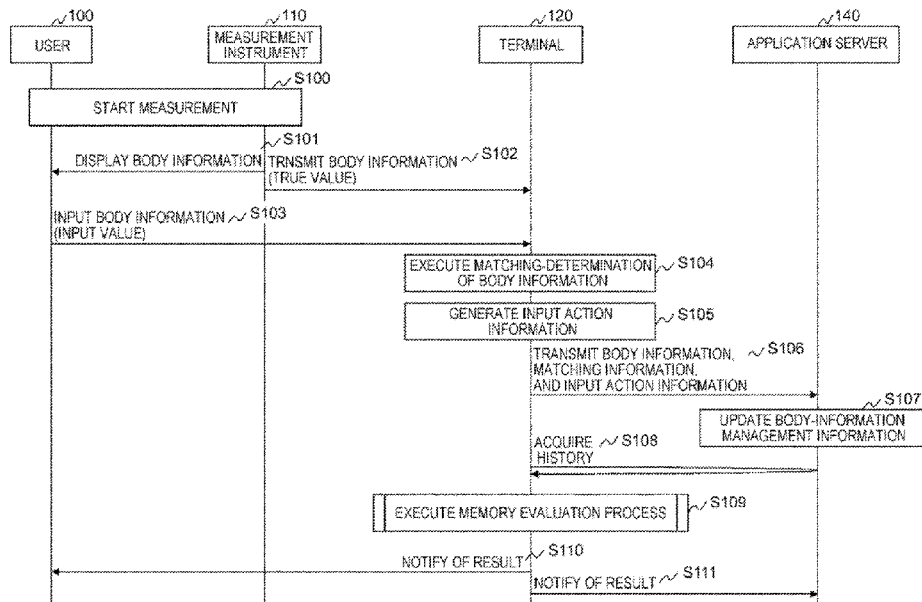 100
110
120
140
USER
MEASUREMENT
INSTRUMENT
TERMINAL
APPLICATION SERVER
S100
START MEASUREMENT
S101
DISPLAY BODY INFORMATION
TRNSMIT BODY INFORMATION
(TRUE VALUE)
S102
INPUT BODY INFORMATION
(INPUT VALUE)
S103
EXECUTE MATCHING-DETERMINATION
OF BODY INFORMATION
S104
GENERATE INPUT ACTION
INFORMATION
S105
TRANSMIT BODY INFORMATION,
MATCHING INFORMATION,
AND INPUT ACTION INFORMATION
S106
S107
UPDATE BODY-INFORMATION
MANAGEMENT INFORMATION
ACQUIRE
HISTORY
S108
EXECUTE MEMORY EVALUATION PROCESS
S109
NOTIFY OF RESULT
S110
NOTIFY OF RESULT
S111